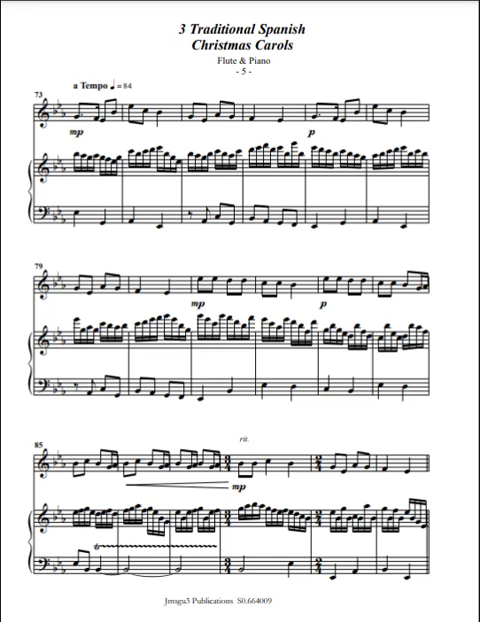 3 Traditional Spanish
Christmas Carols
Flute & Piano
- 5 -
a Tempo ♩ = 84
73
mp
p
79
mp
p
85
rit.
mp
Jmsgu3 Publications S0.664009